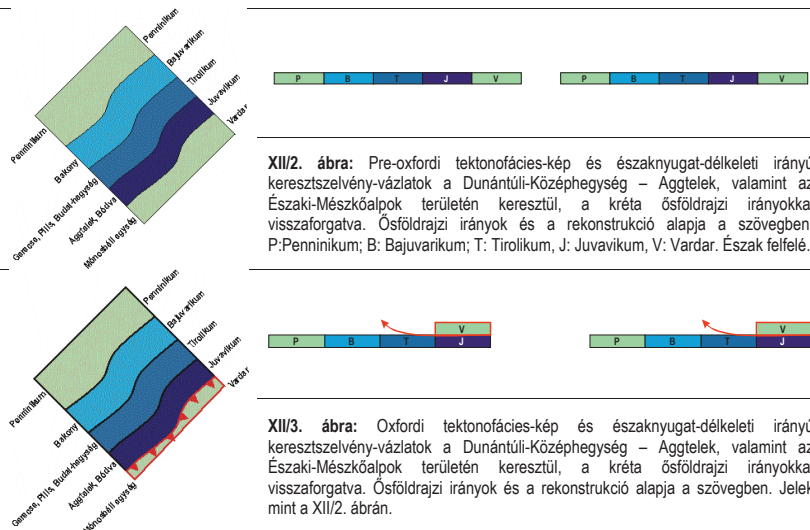 Penninikum
Bajuvarikum
Tirolikum
Juvavikum
Vardar
Penninikum
Bakony
Gerecse, Pilis, Budai-hegység
Aggtelek, Bódva
Mónosbéli egység
P B T J V
P B T J V
XII/2. ábra: Pre-oxfordi tektonofácies-kép és északnyugat-délkeleti irányú
keresztszelvény-vázlatok a Dunántúli-Középhegység – Aggtelek, valamint az
Északi-Mészkőalpok területén keresztül, a kréta ősföldrajzi irányokka
visszaforgatva. Ősföldrajzi irányok és a rekonstrukció alapja a szövegben
P:Penninikum; B: Bajuvarikum; T: Tirolikum, J: Juvavikum, V: Vardar. Észak felfelé.
Penninikum
Bajuvarikum
Tirolikum
Juvavikum
Vardar
Penninikum
Bakony
Gerecse, Pilis, Budai-hegység
Aggtelek, Bódva
Mónosbéli egység
V
P B T J
V
P B T J
XII/3. ábra: Oxfordi tektonofácies-kép és északnyugat-délkeleti irányú
keresztszelvény-vázlatok a Dunántúli-Középhegység – Aggtelek, valamint az
Északi-Mészkőalpok területén keresztül, a kréta ősföldrajzi irányokka
visszaforgatva. Ősföldrajzi irányok és a rekonstrukció alapja a szövegben. Jelek
mint a XII/2. ábrán.